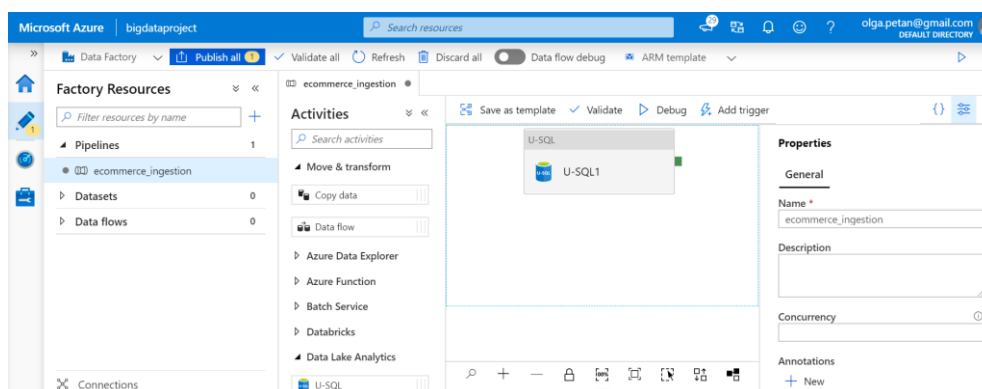 Microsoft Azure bigdataproject Search resources 29 ? olga.petan@gmail.com
DEFAULT DIRECTORY
» Data Factory Publish all 1 Validate all Refresh Discard all Data flow debug ARM template
Factory Resources
Filter resources by name
Pipelines 1
ecommerce_ingestion
Datasets 0
Data flows 0
Connections
1
ecommerce_ingestion
Activities
Search activities
Move & transform
Copy data
Data flow
Azure Data Explorer
Azure Function
Batch Service
Databricks
Data Lake Analytics
U-SQL
Save as template Validate Debug Add trigger {}
U-SQL
U-SQL1
100%
Properties
General
Name *
ecommerce_ingestion
Description
Concurrency
Annotations
+ New